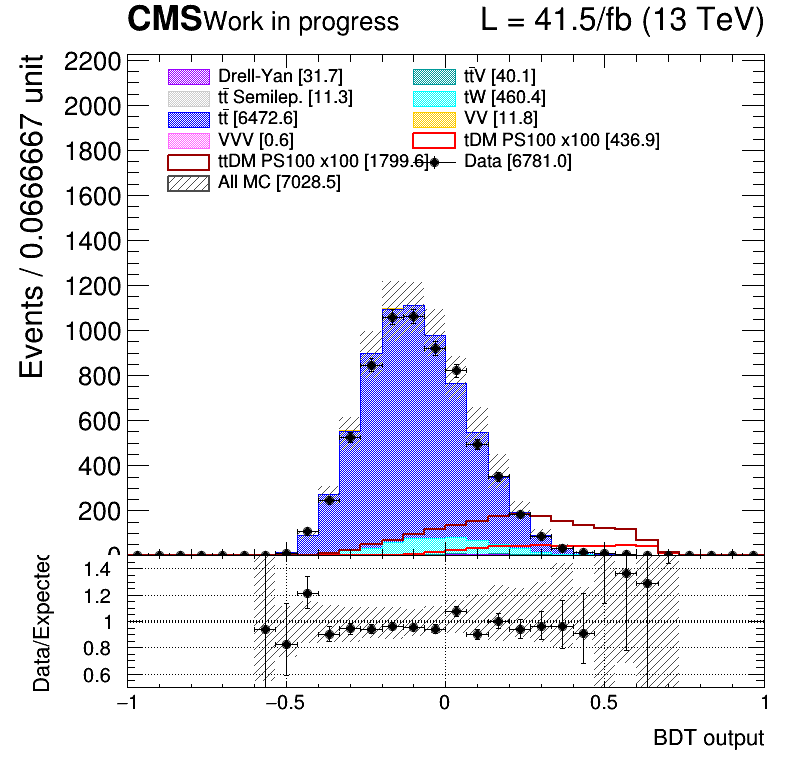 CMS Work in progress L = 41.5/fb (13 TeV)
Events / 0.0666667 unit
2200
2000
1800
1600
1400
1200
1000
800
600
400
200
0
Drell-Yan [31.7]
tt̄V [40.1]
tt̄ Semilep. [11.3]
tW [460.4]
tt̄ [6472.6]
VV [11.8]
VVV [0.6]
tDM PS100 x100 [436.9]
ttDM PS100 x100 [1799.6]
Data [6781.0]
All MC [7028.5]
Data/Expected
1.4
1.2
1
0.8
0.6
−1 −0.5 0 0.5 1
BDT output